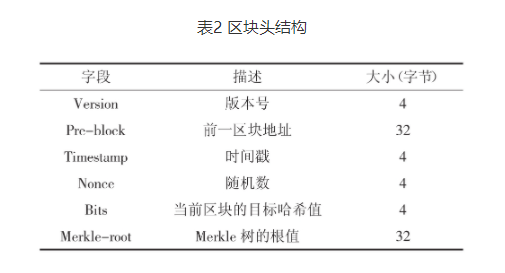 表2 区块头结构
字段 描述 大小(字节)
Version 版本号 4
Pre-block 前一区块地址 32
Timestamp 时间戳 4
Nonce 随机数 4
Bits 当前区块的目标哈希值 4
Merkle-root Merkle 树的根值 32